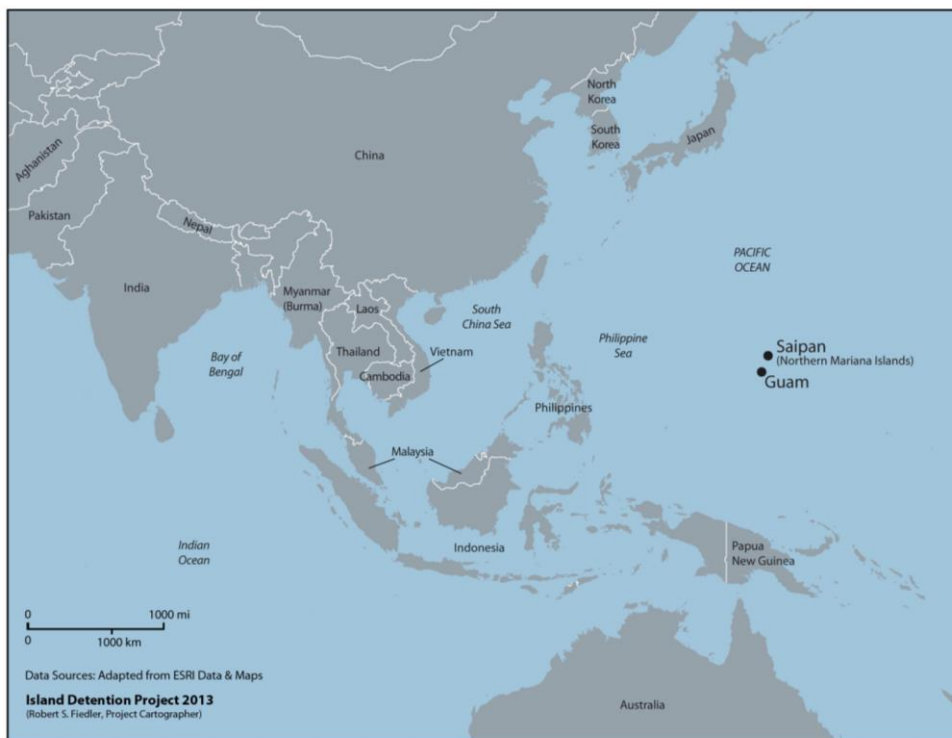 North
Korea
South
Korea
Japan
China
Aghanistan
Pakistan
Nepal
India
Myanmar
(Burma)
Laos
South
China Sea
PACIFIC
OCEAN
Philippine
Sea
Saipan
(Northern Mariana Islands)
Guam
Bay of
Bengal
Thailand
Vietnam
Cambodia
Philippines
Malaysia
Indian
Ocean
Indonesia
Papua
New Guinea
0 1000 mi
0 1000 km
Data Sources: Adapted from ESRI Data & Maps
Island Detention Project 2013
(Robert S. Fiedler, Project Cartographer)
Australia